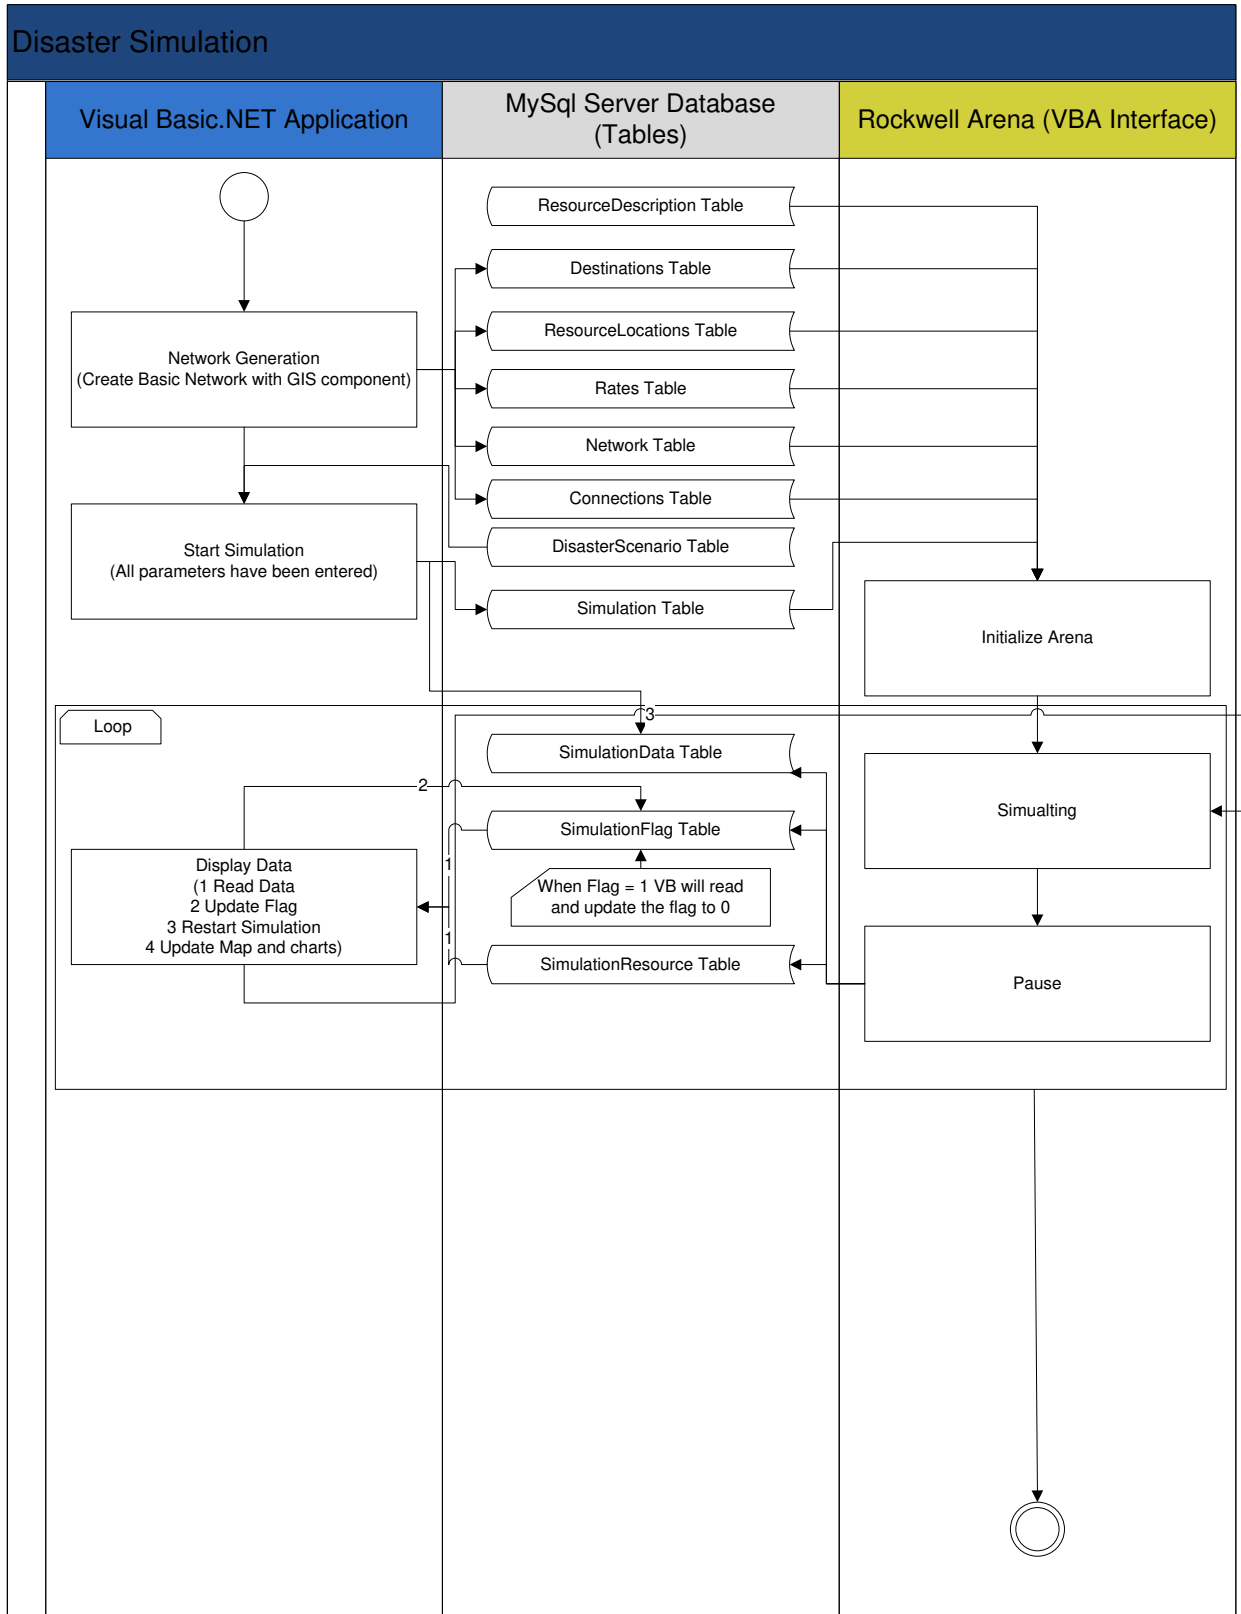 Disaster Simulation
Visual Basic.NET Application
MySql Server Database
(Tables)
Rockwell Arena (VBA Interface)
ResourceDescription Table
Destinations Table
ResourceLocations Table
Network Generation
(Create Basic Network with GIS component)
Rates Table
Network Table
Connections Table
DisasterScenario Table
Start Simulation
(All parameters have been entered)
Simulation Table
Initialize Arena
Loop
3
SimulationData Table
2
Simualting
SimulationFlag Table
1
Display Data
(1 Read Data
2 Update Flag
3 Restart Simulation
4 Update Map and charts)
When Flag = 1 VB will read
and update the flag to 0
1
SimulationResource Table
Pause